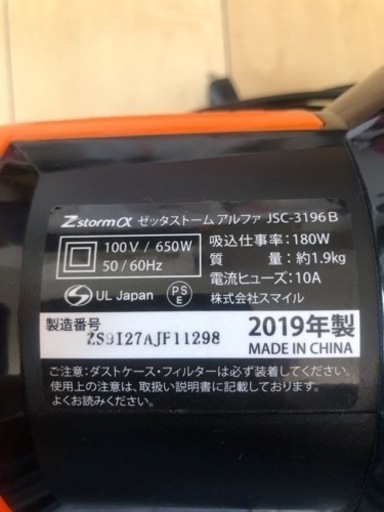 Zstormα ゼッタストーム アルファ JSC-3196B
100V / 650W
50 / 60Hz
吸込仕事率:180W
質 量:約1.9kg
電流ヒューズ:10A
UL Japan
PS
E
株式会社スマイル
製造番号
ZS9I27AJF11298
2019年製
MADE IN CHINA
ご注意:ダストケース・フィルターは必ず装着してください。
使用上の注意は、取扱い説明書に記載しております。
よくお読みください。